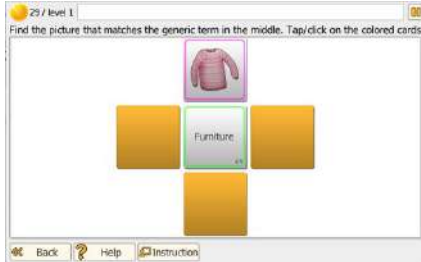 29 / level 1
Find the picture that matches the generic term in the middle. Tap/click on the colored cards
Furniture
Back
Help
Instruction